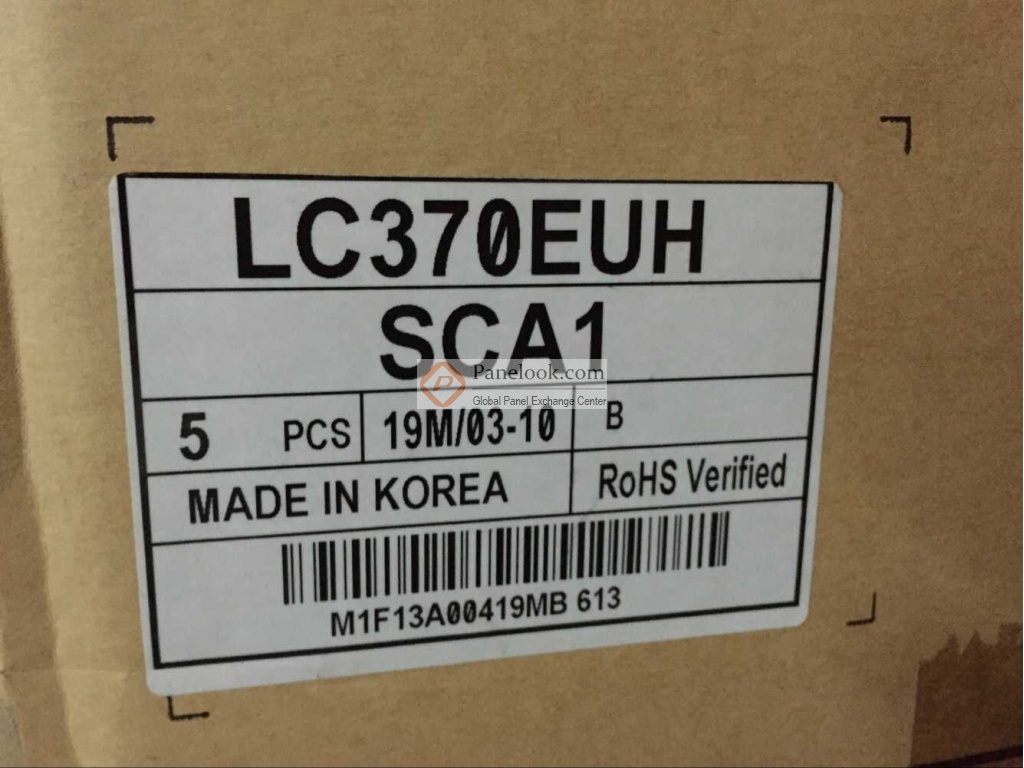 LC370EUH
SCA1
Panelook.com
Global Panel Exchange Center
5 PCS 19M/03-10 B
MADE IN KOREA RoHS Verified
M1F13A00419MB 613